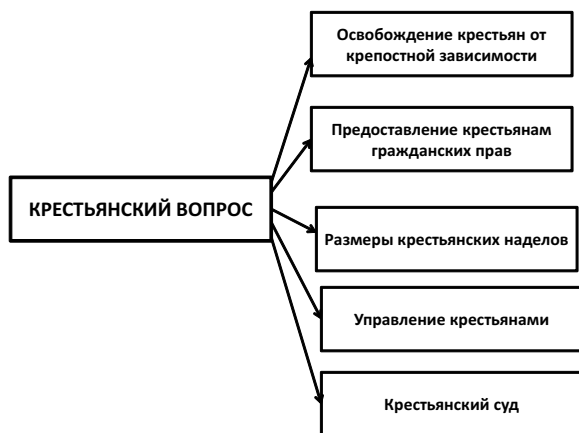 Освобождение крестьян от
крепостной зависимости
Предоставление крестьянам
гражданских прав
КРЕСТЬЯНСКИЙ ВОПРОС
Размеры крестьянских наделов
Управление крестьянами
Крестьянский суд